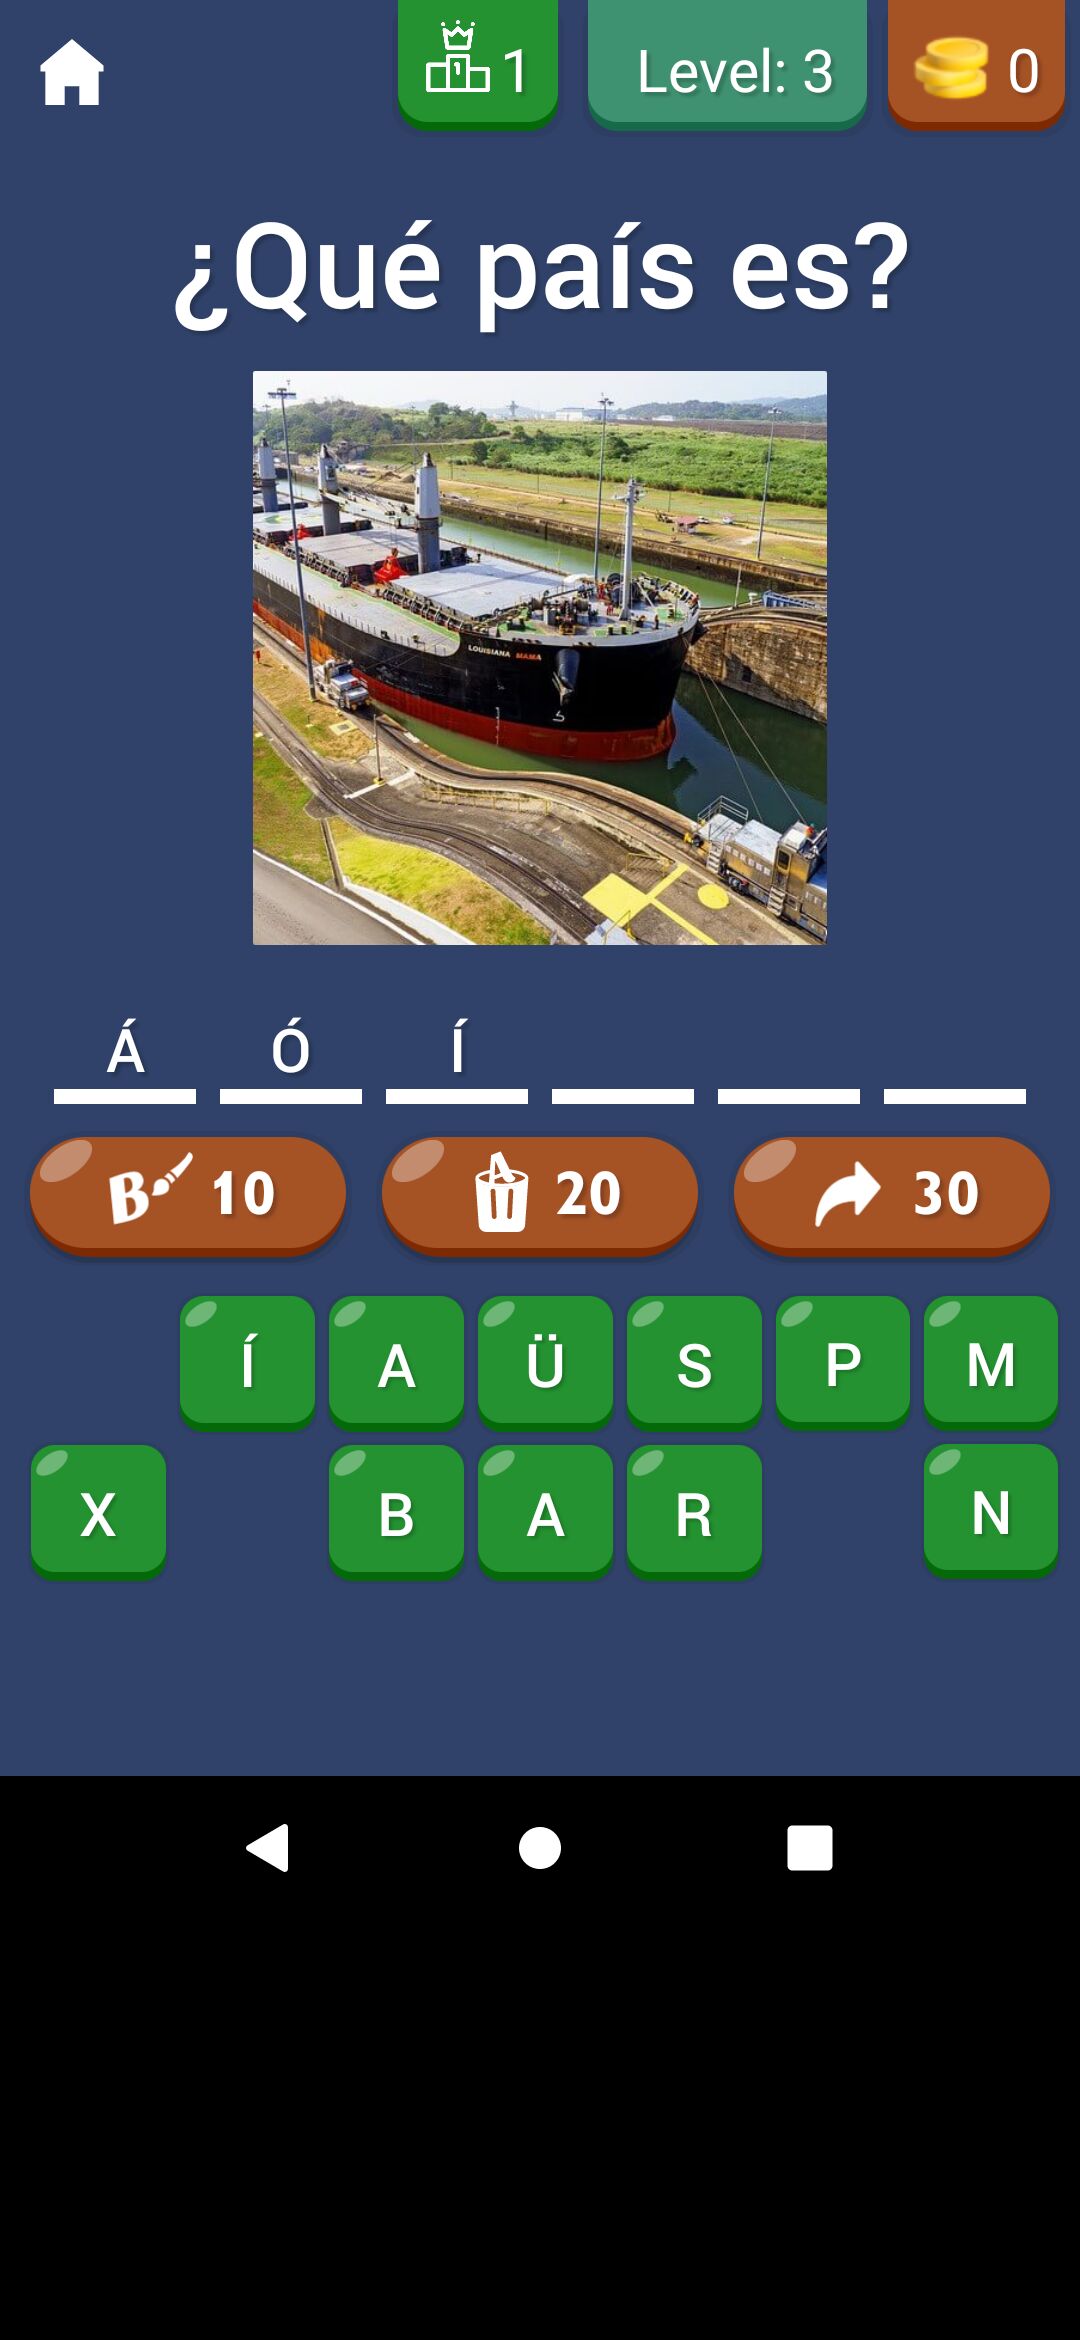 1 Level: 3 0
¿Qué país es?
LOUISIANA MAMA
Á Ó Í
B 10 20 30
Í A Ü S P M
X B A R N